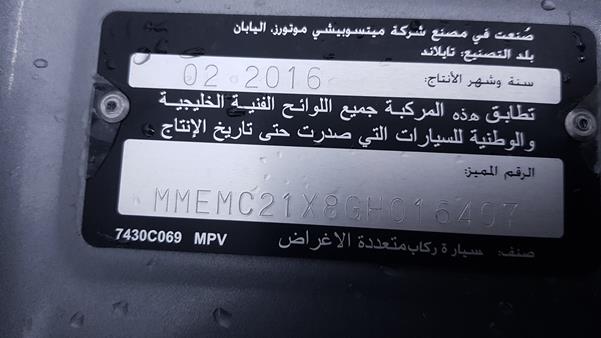 صُنعت في مصنع شركة ميتسوبيشي موتورز، اليابان
بلد التصنيع: تايلاند
سنة وشهر الأنتاج: 02 2016
تطابق هذه المركبة جميع اللوائح الفنية الخليجية
والوطنية للسيارات التي صدرت حتى تاريخ الإنتاج
الرقم المميز:
MMEMC21X8GH016407
صنف: سيارة ركاب متعددة الاغراض MPV 7430C069